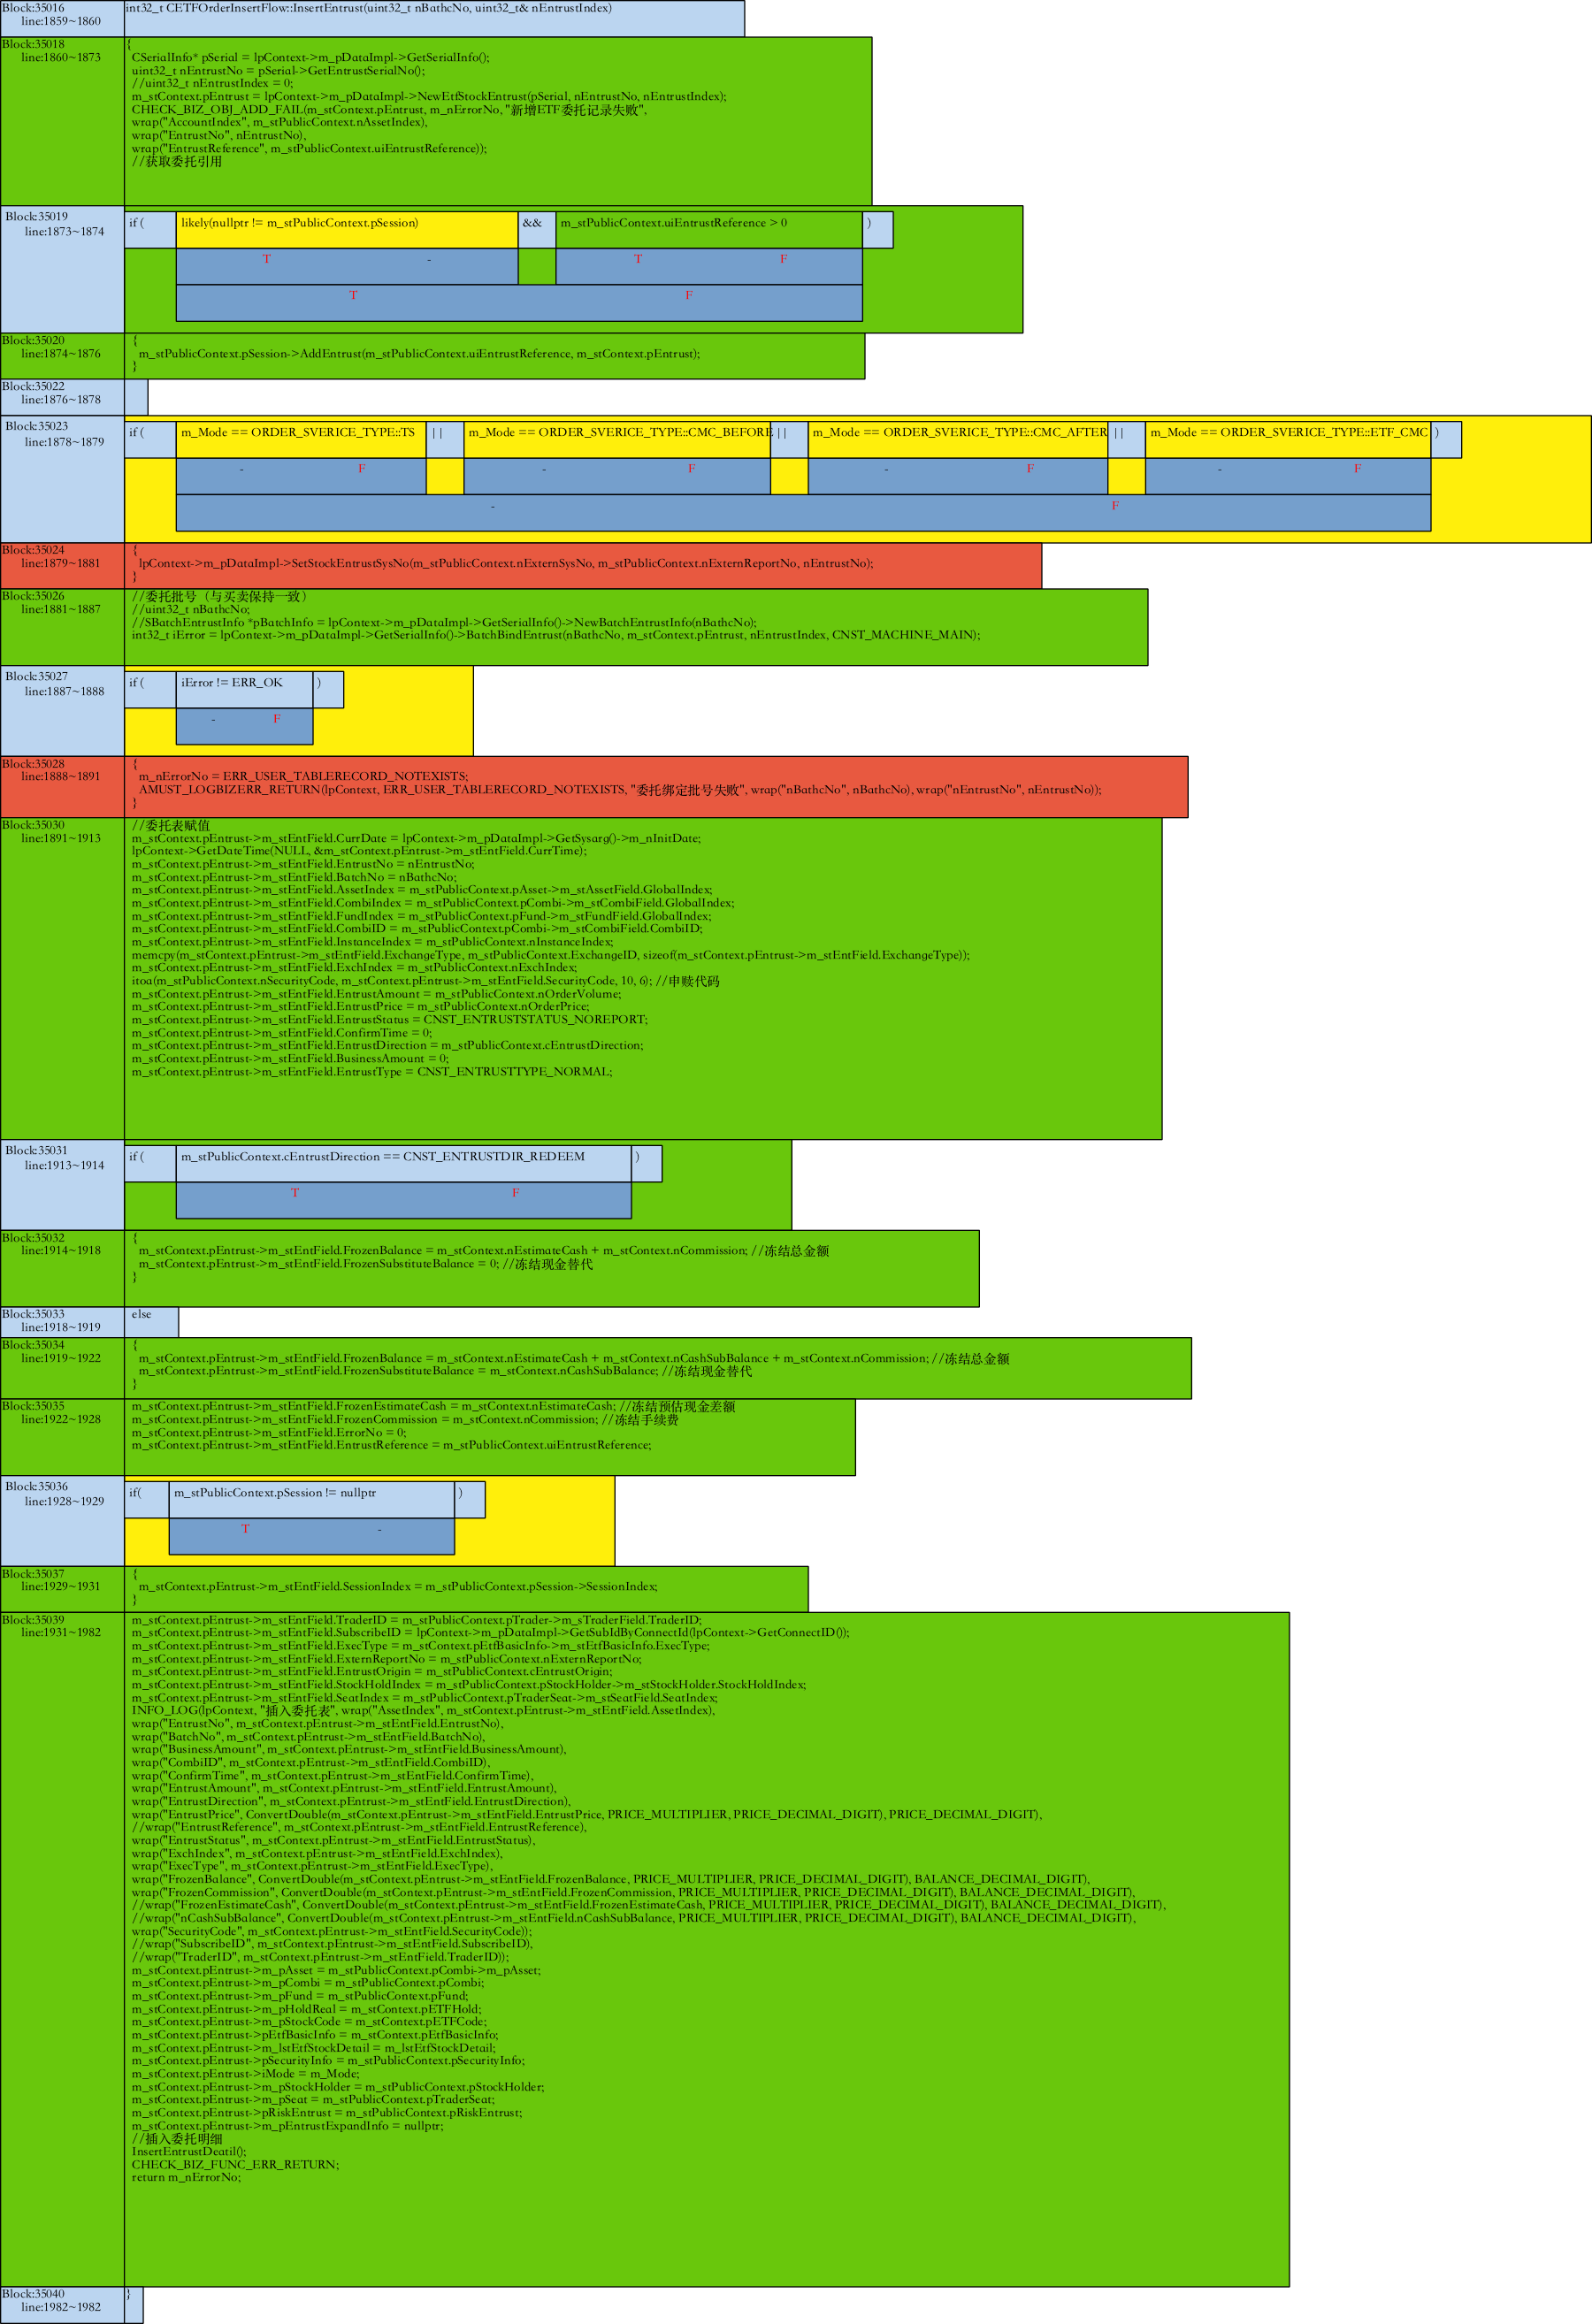 Block:35016
line:1859~1860
int32_t CETFOrderInsertFlow::InsertEntrust(uint32_t nBathcNo, uint32_t& nEntrustIndex)
Block:35018
line:1860~1873
{
CSerialInfo* pSerial = lpContext->m_pDataImpl->GetSerialInfo();
uint32_t nEntrustNo = pSerial->GetEntrustSerialNo();
//uint32_t nEntrustIndex = 0;
m_stContext.pEntrust = lpContext->m_pDataImpl->NewEtfStockEntrust(pSerial, nEntrustNo, nEntrustIndex);
CHECK_BIZ_OBJ_ADD_FAIL(m_stContext.pEntrust, m_nErrorNo, "新增ETF委托记录失败",
wrap("AccountIndex", m_stPublicContext.nAssetIndex),
wrap("EntrustNo", nEntrustNo),
wrap("EntrustReference", m_stPublicContext.uiEntrustReference));
//获取委托引用
Block:35019
line:1873~1874
if ( likely(nullptr != m_stPublicContext.pSession) && m_stPublicContext.uiEntrustReference > 0 )
T - T F
T F
Block:35020
line:1874~1876
{
m_stPublicContext.pSession->AddEntrust(m_stPublicContext.uiEntrustReference, m_stContext.pEntrust);
}
Block:35022
line:1876~1878
Block:35023
line:1878~1879
if ( m_Mode == ORDER_SVERICE_TYPE::TS || m_Mode == ORDER_SVERICE_TYPE::CMC_BEFORE || m_Mode == ORDER_SVERICE_TYPE::CMC_AFTER || m_Mode == ORDER_SVERICE_TYPE::ETF_CMC )
- F - F - F - F
- F
Block:35024
line:1879~1881
{
lpContext->m_pDataImpl->SetStockEntrustSysNo(m_stPublicContext.nExternSysNo, m_stPublicContext.nExternReportNo, nEntrustNo);
}
Block:35026
line:1881~1887
//委托批号（与买卖保持一致）
//uint32_t nBathcNo;
//SBatchEntrustInfo *pBatchInfo = lpContext->m_pDataImpl->GetSerialInfo()->NewBatchEntrustInfo(nBathcNo);
int32_t iError = lpContext->m_pDataImpl->GetSerialInfo()->BatchBindEntrust(nBathcNo, m_stContext.pEntrust, nEntrustIndex, CNST_MACHINE_MAIN);
Block:35027
line:1887~1888
if ( iError != ERR_OK )
- F
Block:35028
line:1888~1891
{
m_nErrorNo = ERR_USER_TABLERECORD_NOTEXISTS;
AMUST_LOGBIZERR_RETURN(lpContext, ERR_USER_TABLERECORD_NOTEXISTS, "委托绑定批号失败", wrap("nBathcNo", nBathcNo), wrap("nEntrustNo", nEntrustNo));
}
Block:35030
line:1891~1913
//委托表赋值
m_stContext.pEntrust->m_stEntField.CurrDate = lpContext->m_pDataImpl->GetSysarg()->m_nInitDate;
lpContext->GetDateTime(NULL, &m_stContext.pEntrust->m_stEntField.CurrTime);
m_stContext.pEntrust->m_stEntField.EntrustNo = nEntrustNo;
m_stContext.pEntrust->m_stEntField.BatchNo = nBathcNo;
m_stContext.pEntrust->m_stEntField.AssetIndex = m_stPublicContext.pAsset->m_stAssetField.GlobalIndex;
m_stContext.pEntrust->m_stEntField.CombiIndex = m_stPublicContext.pCombi->m_stCombiField.GlobalIndex;
m_stContext.pEntrust->m_stEntField.FundIndex = m_stPublicContext.pFund->m_stFundField.GlobalIndex;
m_stContext.pEntrust->m_stEntField.CombiID = m_stPublicContext.pCombi->m_stCombiField.CombiID;
m_stContext.pEntrust->m_stEntField.InstanceIndex = m_stPublicContext.nInstanceIndex;
memcpy(m_stContext.pEntrust->m_stEntField.ExchangeType, m_stPublicContext.ExchangeID, sizeof(m_stContext.pEntrust->m_stEntField.ExchangeType));
m_stContext.pEntrust->m_stEntField.ExchIndex = m_stPublicContext.nExchIndex;
itoa(m_stPublicContext.nSecurityCode, m_stContext.pEntrust->m_stEntField.SecurityCode, 10, 6); //申赎代码
m_stContext.pEntrust->m_stEntField.EntrustAmount = m_stPublicContext.nOrderVolume;
m_stContext.pEntrust->m_stEntField.EntrustPrice = m_stPublicContext.nOrderPrice;
m_stContext.pEntrust->m_stEntField.EntrustStatus = CNST_ENTRUSTSTATUS_NOREPORT;
m_stContext.pEntrust->m_stEntField.ConfirmTime = 0;
m_stContext.pEntrust->m_stEntField.EntrustDirection = m_stPublicContext.cEntrustDirection;
m_stContext.pEntrust->m_stEntField.BusinessAmount = 0;
m_stContext.pEntrust->m_stEntField.EntrustType = CNST_ENTRUSTTYPE_NORMAL;
Block:35031
line:1913~1914
if ( m_stPublicContext.cEntrustDirection == CNST_ENTRUSTDIR_REDEEM )
T F
Block:35032
line:1914~1918
{
m_stContext.pEntrust->m_stEntField.FrozenBalance = m_stContext.nEstimateCash + m_stContext.nCommission; //冻结总金额
m_stContext.pEntrust->m_stEntField.FrozenSubstituteBalance = 0; //冻结现金替代
}
Block:35033
line:1918~1919
else
Block:35034
line:1919~1922
{
m_stContext.pEntrust->m_stEntField.FrozenBalance = m_stContext.nEstimateCash + m_stContext.nCashSubBalance + m_stContext.nCommission; //冻结总金额
m_stContext.pEntrust->m_stEntField.FrozenSubstituteBalance = m_stContext.nCashSubBalance; //冻结现金替代
}
Block:35035
line:1922~1928
m_stContext.pEntrust->m_stEntField.FrozenEstimateCash = m_stContext.nEstimateCash; //冻结预估现金差额
m_stContext.pEntrust->m_stEntField.FrozenCommission = m_stContext.nCommission; //冻结手续费
m_stContext.pEntrust->m_stEntField.ErrorNo = 0;
m_stContext.pEntrust->m_stEntField.EntrustReference = m_stPublicContext.uiEntrustReference;
Block:35036
line:1928~1929
if( m_stPublicContext.pSession != nullptr )
T -
Block:35037
line:1929~1931
{
m_stContext.pEntrust->m_stEntField.SessionIndex = m_stPublicContext.pSession->SessionIndex;
}
Block:35039
line:1931~1982
m_stContext.pEntrust->m_stEntField.TraderID = m_stPublicContext.pTrader->m_sTraderField.TraderID;
m_stContext.pEntrust->m_stEntField.SubscribeID = lpContext->m_pDataImpl->GetSubIdByConnectId(lpContext->GetConnectID());
m_stContext.pEntrust->m_stEntField.ExecType = m_stContext.pEtfBasicInfo->m_stEtfBasicInfo.ExecType;
m_stContext.pEntrust->m_stEntField.ExternReportNo = m_stPublicContext.nExternReportNo;
m_stContext.pEntrust->m_stEntField.EntrustOrigin = m_stPublicContext.cEntrustOrigin;
m_stContext.pEntrust->m_stEntField.StockHoldIndex = m_stPublicContext.pStockHolder->m_stStockHolder.StockHoldIndex;
m_stContext.pEntrust->m_stEntField.SeatIndex = m_stPublicContext.pTraderSeat->m_stSeatField.SeatIndex;
INFO_LOG(lpContext, "插入委托表", wrap("AssetIndex", m_stContext.pEntrust->m_stEntField.AssetIndex),
wrap("EntrustNo", m_stContext.pEntrust->m_stEntField.EntrustNo),
wrap("BatchNo", m_stContext.pEntrust->m_stEntField.BatchNo),
wrap("BusinessAmount", m_stContext.pEntrust->m_stEntField.BusinessAmount),
wrap("CombiID", m_stContext.pEntrust->m_stEntField.CombiID),
wrap("ConfirmTime", m_stContext.pEntrust->m_stEntField.ConfirmTime),
wrap("EntrustAmount", m_stContext.pEntrust->m_stEntField.EntrustAmount),
wrap("EntrustDirection", m_stContext.pEntrust->m_stEntField.EntrustDirection),
wrap("EntrustPrice", ConvertDouble(m_stContext.pEntrust->m_stEntField.EntrustPrice, PRICE_MULTIPLIER, PRICE_DECIMAL_DIGIT), PRICE_DECIMAL_DIGIT),
//wrap("EntrustReference", m_stContext.pEntrust->m_stEntField.EntrustReference),
wrap("EntrustStatus", m_stContext.pEntrust->m_stEntField.EntrustStatus),
wrap("ExchIndex", m_stContext.pEntrust->m_stEntField.ExchIndex),
wrap("ExecType", m_stContext.pEntrust->m_stEntField.ExecType),
wrap("FrozenBalance", ConvertDouble(m_stContext.pEntrust->m_stEntField.FrozenBalance, PRICE_MULTIPLIER, PRICE_DECIMAL_DIGIT), BALANCE_DECIMAL_DIGIT),
wrap("FrozenCommission", ConvertDouble(m_stContext.pEntrust->m_stEntField.FrozenCommission, PRICE_MULTIPLIER, PRICE_DECIMAL_DIGIT), BALANCE_DECIMAL_DIGIT),
//wrap("FrozenEstimateCash", ConvertDouble(m_stContext.pEntrust->m_stEntField.FrozenEstimateCash, PRICE_MULTIPLIER, PRICE_DECIMAL_DIGIT), BALANCE_DECIMAL_DIGIT),
//wrap("nCashSubBalance", ConvertDouble(m_stContext.pEntrust->m_stEntField.nCashSubBalance, PRICE_MULTIPLIER, PRICE_DECIMAL_DIGIT), BALANCE_DECIMAL_DIGIT),
wrap("SecurityCode", m_stContext.pEntrust->m_stEntField.SecurityCode));
//wrap("SubscribeID", m_stContext.pEntrust->m_stEntField.SubscribeID),
//wrap("TraderID", m_stContext.pEntrust->m_stEntField.TraderID));
m_stContext.pEntrust->m_pAsset = m_stPublicContext.pCombi->m_pAsset;
m_stContext.pEntrust->m_pCombi = m_stPublicContext.pCombi;
m_stContext.pEntrust->m_pFund = m_stPublicContext.pFund;
m_stContext.pEntrust->m_pHoldReal = m_stContext.pETFHold;
m_stContext.pEntrust->m_pStockCode = m_stContext.pETFCode;
m_stContext.pEntrust->pEtfBasicInfo = m_stContext.pEtfBasicInfo;
m_stContext.pEntrust->m_lstEtfStockDetail = m_lstEtfStockDetail;
m_stContext.pEntrust->pSecurityInfo = m_stPublicContext.pSecurityInfo;
m_stContext.pEntrust->iMode = m_Mode;
m_stContext.pEntrust->m_pStockHolder = m_stPublicContext.pStockHolder;
m_stContext.pEntrust->m_pSeat = m_stPublicContext.pTraderSeat;
m_stContext.pEntrust->pRiskEntrust = m_stPublicContext.pRiskEntrust;
m_stContext.pEntrust->m_pEntrustExpandInfo = nullptr;
//插入委托明细
InsertEntrustDeatil();
CHECK_BIZ_FUNC_ERR_RETURN;
return m_nErrorNo;
Block:35040
line:1982~1982
}